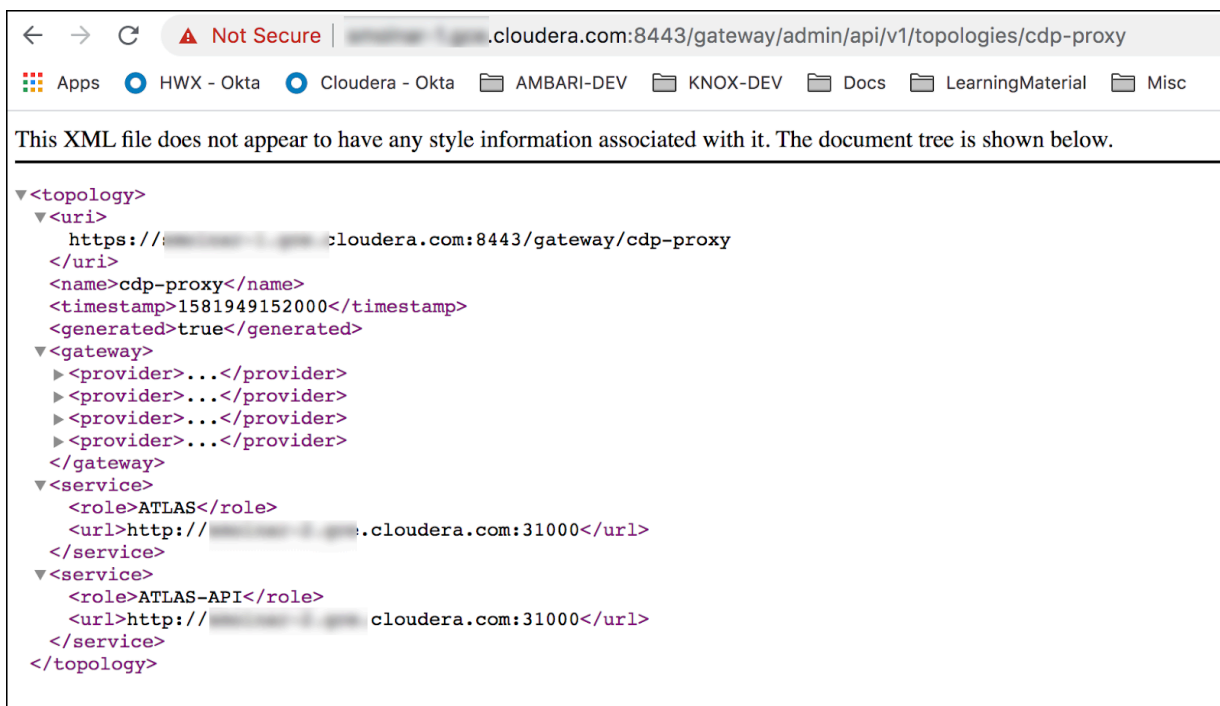 Not Secure | .cloudera.com:8443/gateway/admin/api/v1/topologies/cdp-proxy
Apps HWX - Okta Cloudera - Okta AMBARI-DEV KNOX-DEV Docs LearningMaterial Misc
This XML file does not appear to have any style information associated with it. The document tree is shown below.
<topology>
<uri>
https:// cloudera.com:8443/gateway/cdp-proxy
</uri>
<name>cdp-proxy</name>
<timestamp>1581949152000</timestamp>
<generated>true</generated>
<gateway>
<provider>...</provider>
<provider>...</provider>
<provider>...</provider>
<provider>...</provider>
</gateway>
<service>
<role>ATLAS</role>
<url>http:// .cloudera.com:31000</url>
</service>
<service>
<role>ATLAS-API</role>
<url>http:// cloudera.com:31000</url>
</service>
</topology>